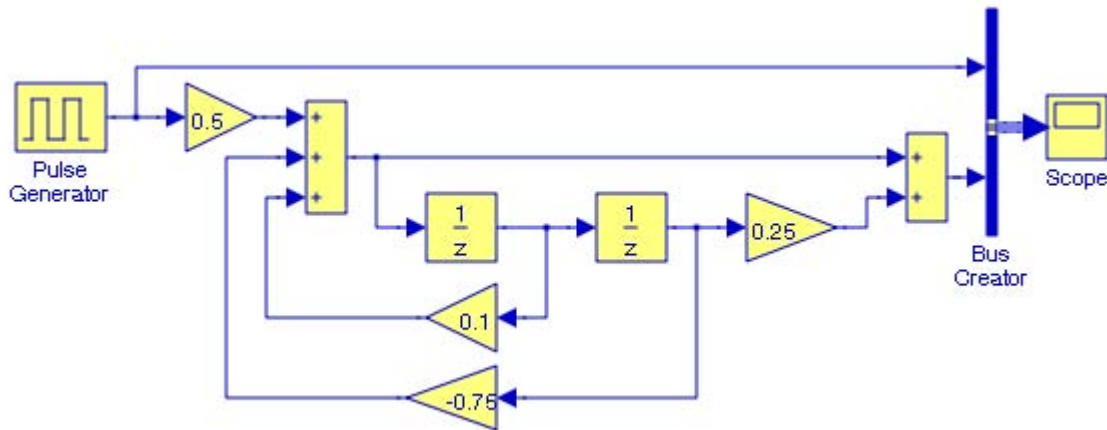 0.5
+
+
+
+
+
Pulse
Generator
Scope
1
z
1
z
0.25
Bus
Creator
0.1
-0.75